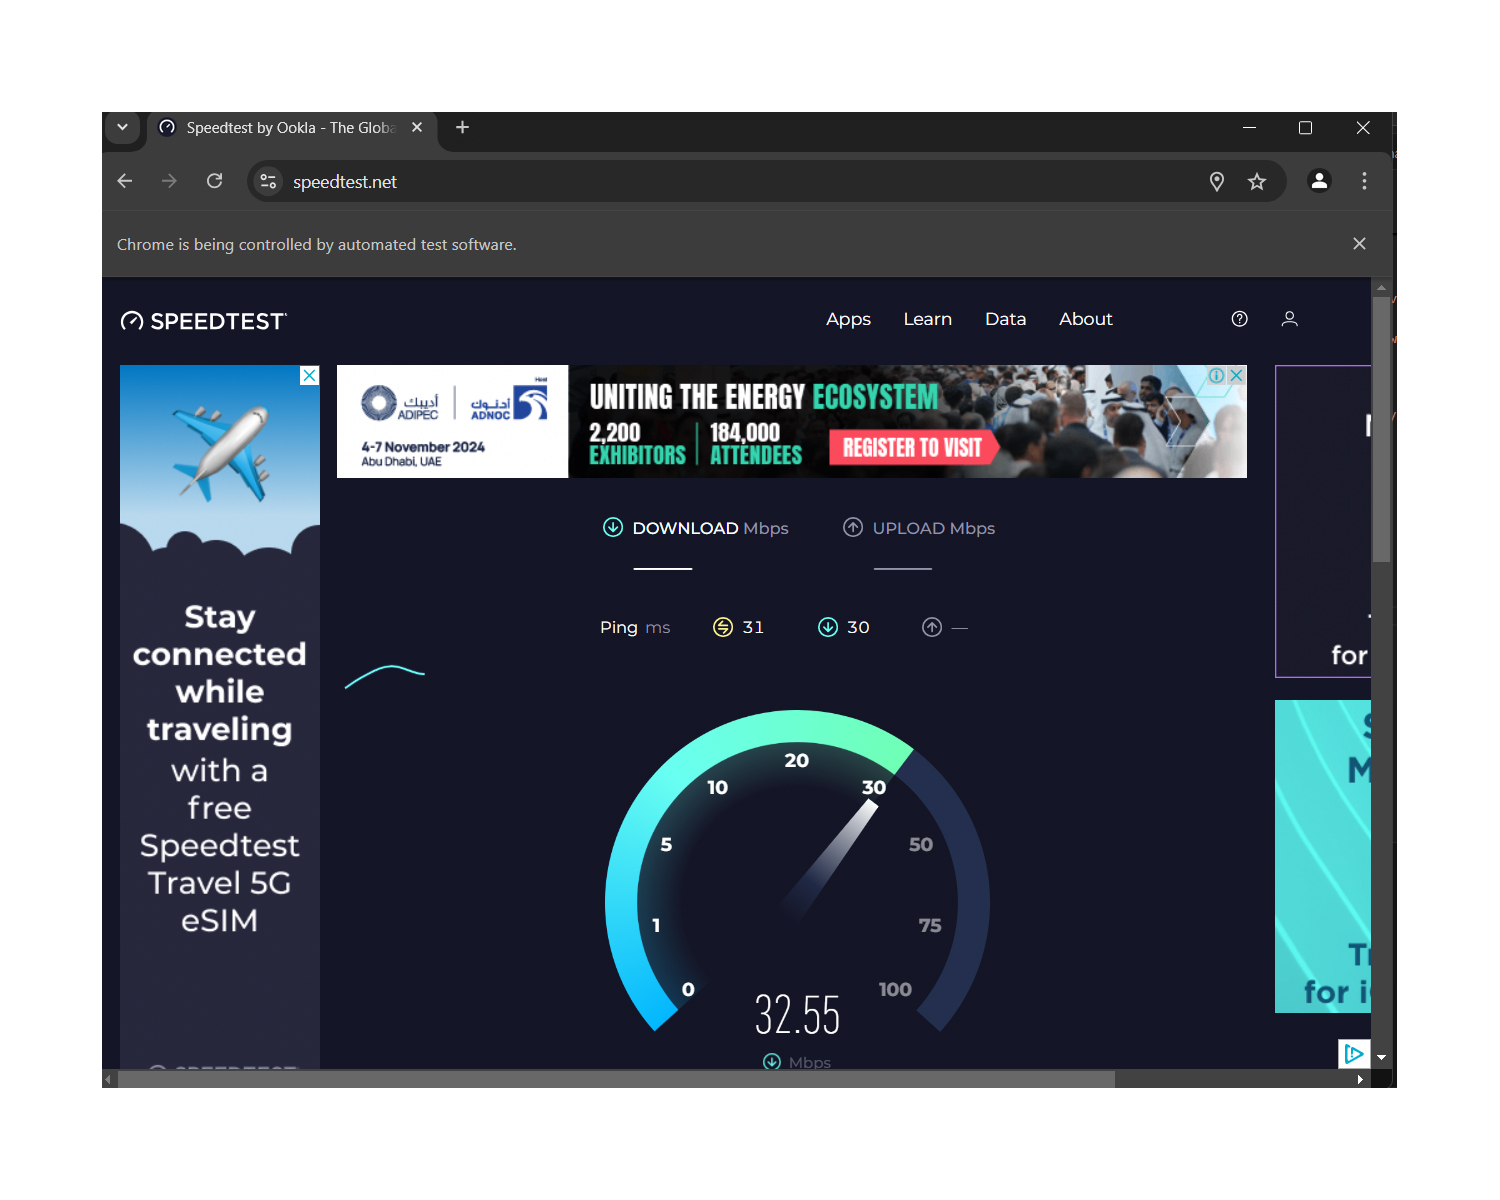 Speedtest by Ookla - The Globa
speedtest.net
Chrome is being controlled by automated test software.
SPEEDTEST
Apps Learn Data About
Stay
connected
while
traveling
with a
free
Speedtest
Travel 5G
eSIM
أديبك
ADIPEC
Host
أدنوك
ADNOC
4-7 November 2024
Abu Dhabi, UAE
UNITING THE ENERGY ECOSYSTEM
2,200
EXHIBITORS
184,000
ATTENDEES
REGISTER TO VISIT
DOWNLOAD Mbps
UPLOAD Mbps
Ping ms 31 30 —
0
1
5
10
20
30
50
75
100
32.55
Mbps
for
for